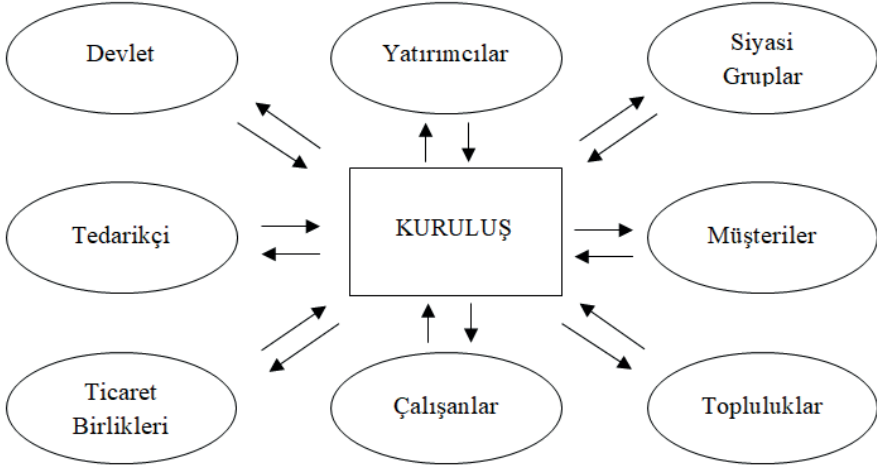 Devlet
Yatırımcılar
Siyasi
Gruplar
Tedarikçi
KURULUŞ
Müşteriler
Ticaret
Birlikleri
Çalışanlar
Topluluklar